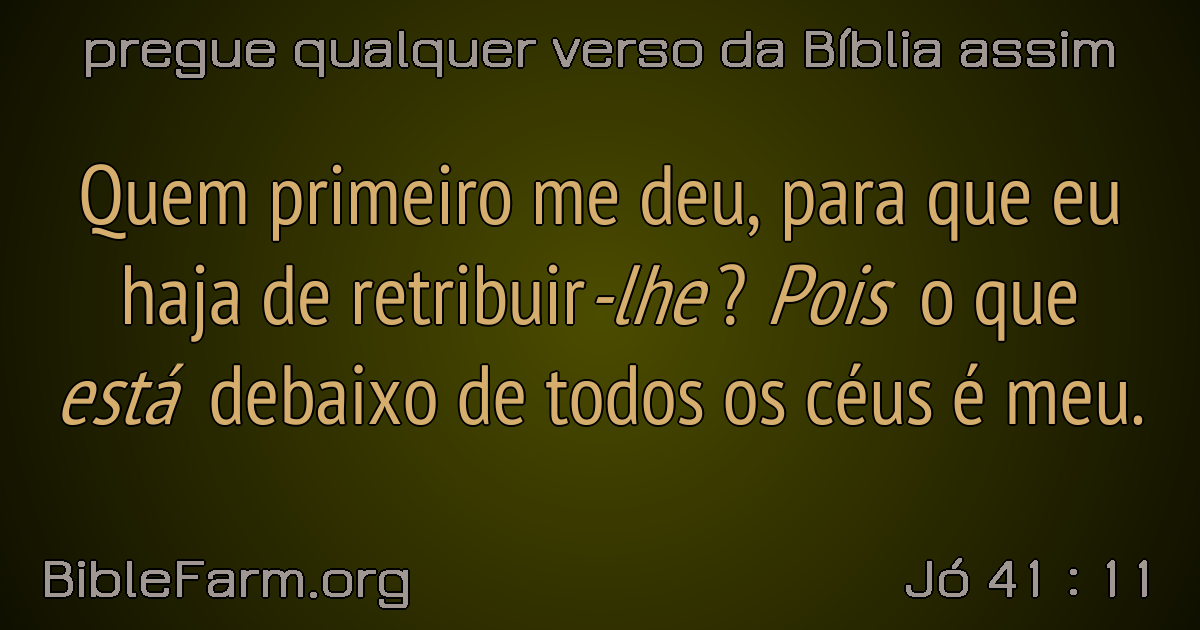 pregue qualquer verso da Bíblia assim
Quem primeiro me deu, para que eu
haja de retribuir-lhe? Pois o que
está debaixo de todos os céus é meu.
BibleFarm.org
Jó 41 : 11